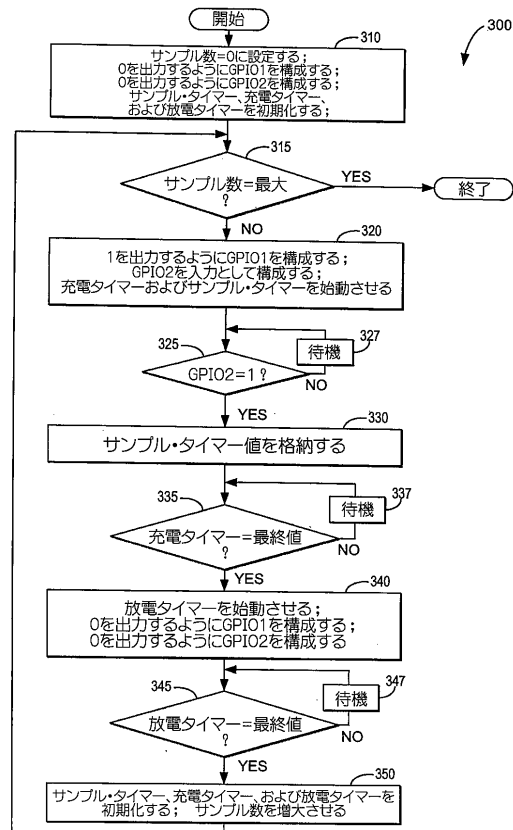 開始
310
300
サンプル数=0に設定する;
0を出力するようにGPIO1を構成する;
0を出力するようにGPIO2を構成する;
サンプル・タイマー、充電タイマー、
および放電タイマーを初期化する;
315
サンプル数=最大
?
YES
終了
NO
320
1を出力するようにGPIO1を構成する;
GPIO2を入力として構成する;
充電タイマーおよびサンプル・タイマーを始動させる
325
327
待機
GPIO2=1?
NO
YES
330
サンプル・タイマー値を格納する
335
337
待機
充電タイマー=最終値
?
NO
YES
340
放電タイマーを始動させる;
0を出力するようにGPIO1を構成する;
0を出力するようにGPIO2を構成する
345
347
待機
放電タイマー=最終値
?
NO
YES
350
サンプル・タイマー、充電タイマー、および放電タイマーを
初期化する; サンプル数を増大させる